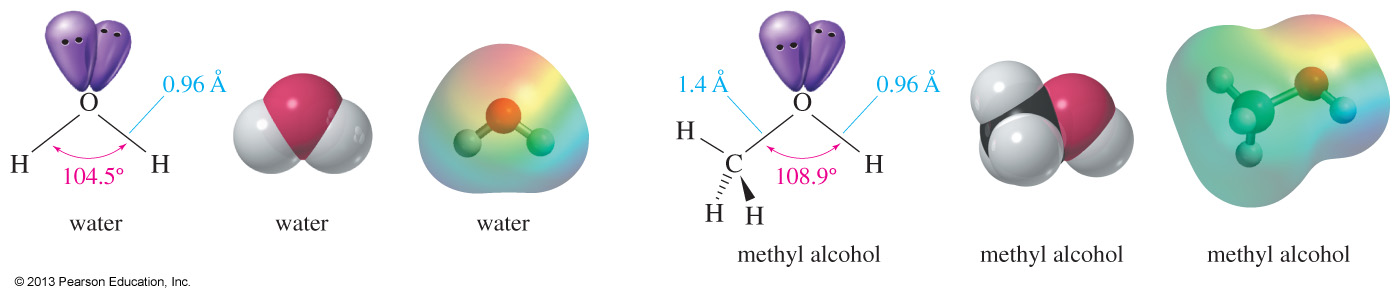 O
0.96 Å
H
H
104.5°
water
water
water
1.4 Å
O
0.96 Å
H
C
H
108.9°
H
H
methyl alcohol
methyl alcohol
methyl alcohol
© 2013 Pearson Education, Inc.